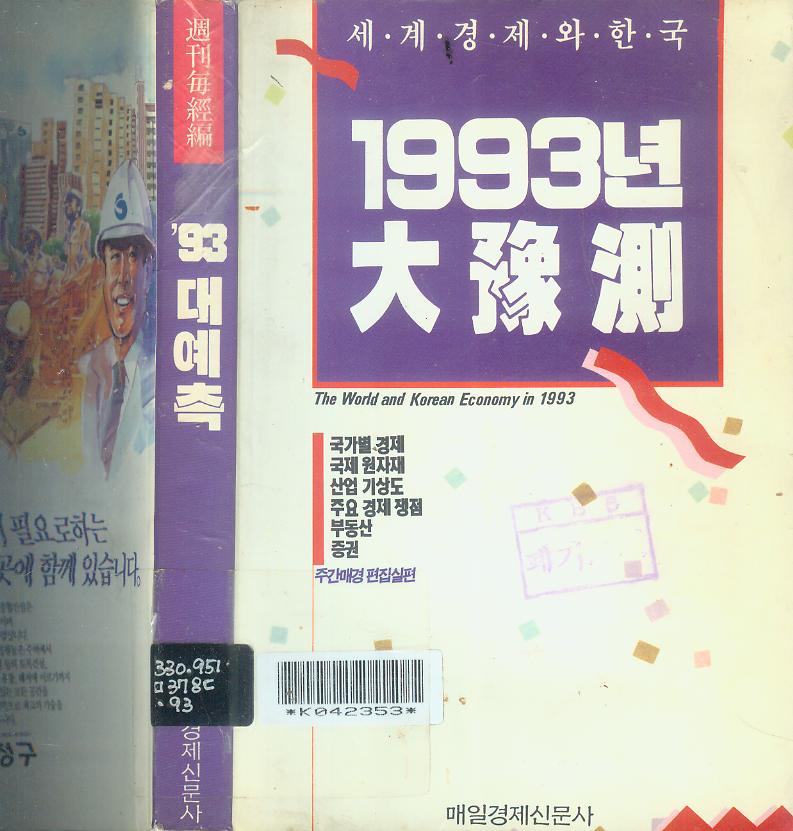 세·계·경·제·와·한·국
1993년
大豫測
The World and Korean Economy in 1993
국가별 경제
국제 원자재
산업 기상도
주요 경제 쟁점
부동산
증권
주간매경 편집실편
KBS
폐기
*K042353*
매일경제신문사
週刊每經編
'93 대예측
330.951
ㅁ378ㄷ
·93
경제신문사
필요로하는
곳에 함께 있습니다.
청구